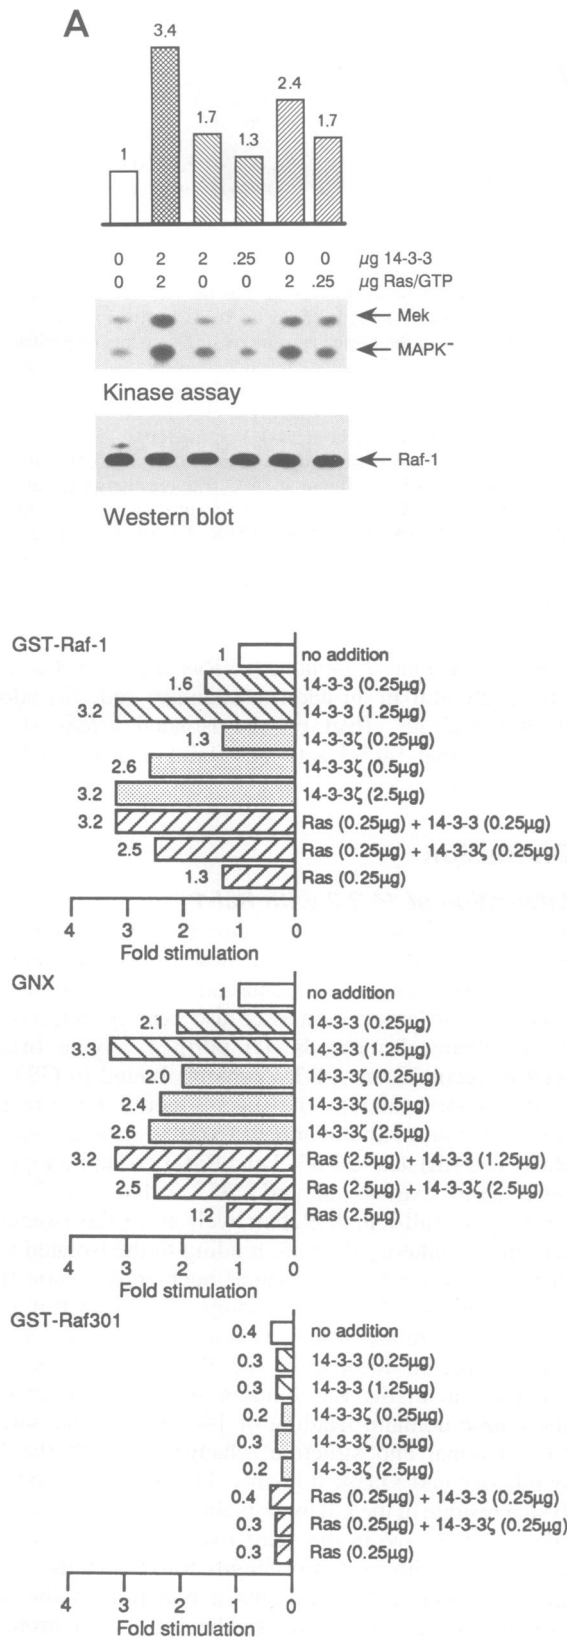 A
3.4
2.4
1.7
1.7
1.3
1
0 2 2 .25 0 0 µg 14-3-3
0 2 0 0 2 .25 µg Ras/GTP
Mek
MAPK⁻
Kinase assay
Raf-1
Western blot
GST-Raf-1
1 no addition
1.6 14-3-3 (0.25µg)
3.2 14-3-3 (1.25µg)
1.3 14-3-3ζ (0.25µg)
2.6 14-3-3ζ (0.5µg)
3.2 14-3-3ζ (2.5µg)
3.2 Ras (0.25µg) + 14-3-3 (0.25µg)
2.5 Ras (0.25µg) + 14-3-3ζ (0.25µg)
1.3 Ras (0.25µg)
4 3 2 1 0
Fold stimulation
GNX
1 no addition
2.1 14-3-3 (0.25µg)
3.3 14-3-3 (1.25µg)
2.0 14-3-3ζ (0.25µg)
2.4 14-3-3ζ (0.5µg)
2.6 14-3-3ζ (2.5µg)
3.2 Ras (2.5µg) + 14-3-3 (1.25µg)
2.5 Ras (2.5µg) + 14-3-3ζ (2.5µg)
1.2 Ras (2.5µg)
4 3 2 1 0
Fold stimulation
GST-Raf301
0.4 no addition
0.3 14-3-3 (0.25µg)
0.3 14-3-3 (1.25µg)
0.2 14-3-3ζ (0.25µg)
0.3 14-3-3ζ (0.5µg)
0.2 14-3-3ζ (2.5µg)
0.4 Ras (0.25µg) + 14-3-3 (0.25µg)
0.3 Ras (0.25µg) + 14-3-3ζ (0.25µg)
0.3 Ras (0.25µg)
4 3 2 1 0
Fold stimulation